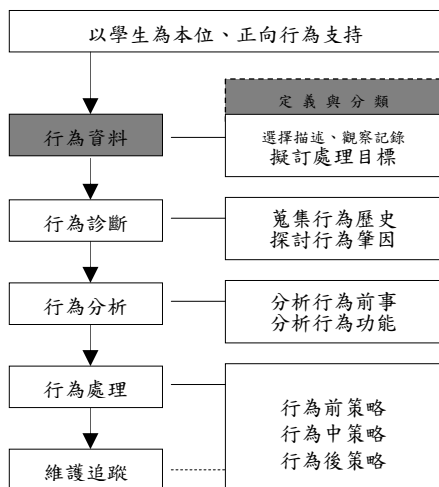 以學生為本位、正向行為支持
定義與分類
行為資料
選擇描述、觀察記錄
擬訂處理目標
行為診斷
蒐集行為歷史
探討行為肇因
行為分析
分析行為前事
分析行為功能
行為處理
行為前策略
行為中策略
行為後策略
維護追蹤